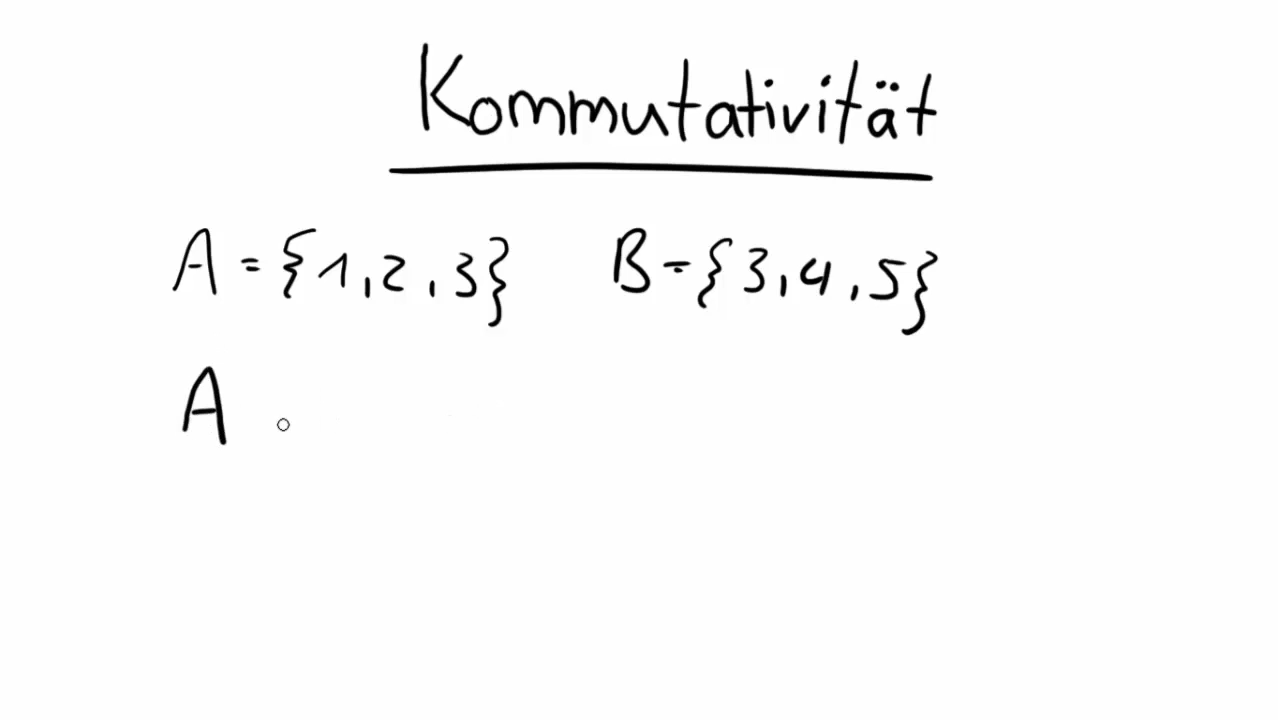 Kommutativität
A = {1, 2, 3} B = {3, 4, 5}
A